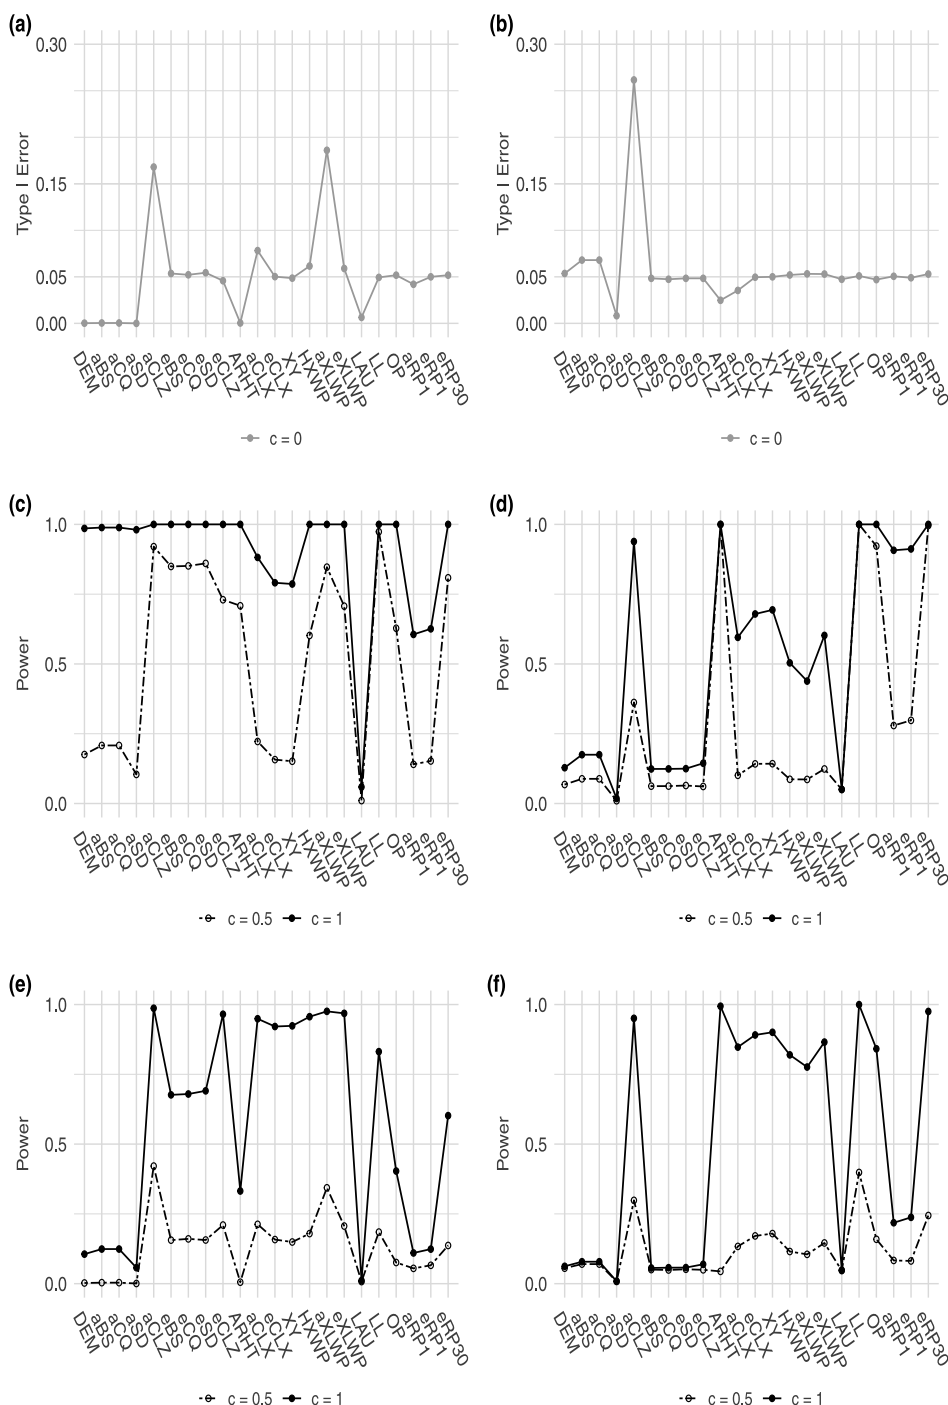 (a)
0.30
0.15
0.05
0.00
Type I Error
DEM aBS aCQ aSD aCLZ eBS eCQ eSD eCLZ ARHT aCLX eCLX XY HXWP aXLWP eXLWP LAU LL OP aRP1 eRP1 eRP30
c = 0
(b)
0.30
0.15
0.05
0.00
Type I Error
DEM aBS aCQ aSD aCLZ eBS eCQ eSD eCLZ ARHT aCLX eCLX XY HXWP aXLWP eXLWP LAU LL OP aRP1 eRP1 eRP30
c = 0
(c)
1.0
0.5
0.0
Power
DEM aBS aCQ aSD aCLZ eBS eCQ eSD eCLZ ARHT aCLX eCLX XY HXWP aXLWP eXLWP LAU LL OP aRP1 eRP1 eRP30
c = 0.5 c = 1
(d)
1.0
0.5
0.0
Power
DEM aBS aCQ aSD aCLZ eBS eCQ eSD eCLZ ARHT aCLX eCLX XY HXWP aXLWP eXLWP LAU LL OP aRP1 eRP1 eRP30
c = 0.5 c = 1
(e)
1.0
0.5
0.0
Power
DEM aBS aCQ aSD aCLZ eBS eCQ eSD eCLZ ARHT aCLX eCLX XY HXWP aXLWP eXLWP LAU LL OP aRP1 eRP1 eRP30
c = 0.5 c = 1
(f)
1.0
0.5
0.0
Power
DEM aBS aCQ aSD aCLZ eBS eCQ eSD eCLZ ARHT aCLX eCLX XY HXWP aXLWP eXLWP LAU LL OP aRP1 eRP1 eRP30
c = 0.5 c = 1